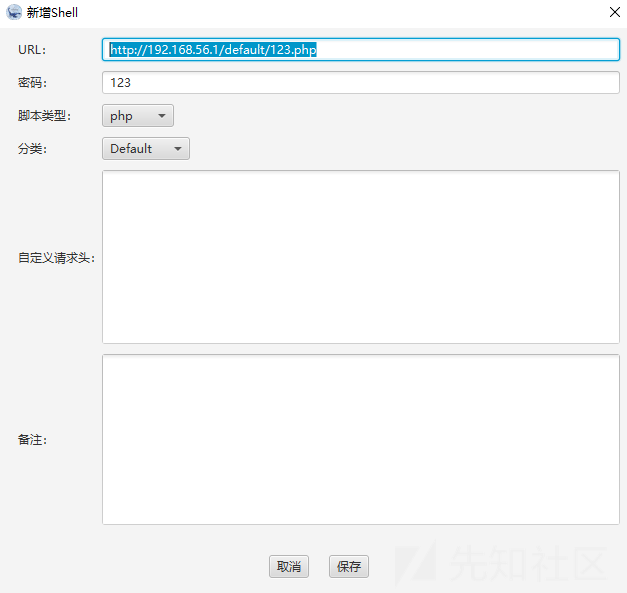 新增Shell
URL:
http://192.168.56.1/default/123.php
密码:
123
脚本类型:
php
分类:
Default
自定义请求头:
备注:
取消
保存
先知社区